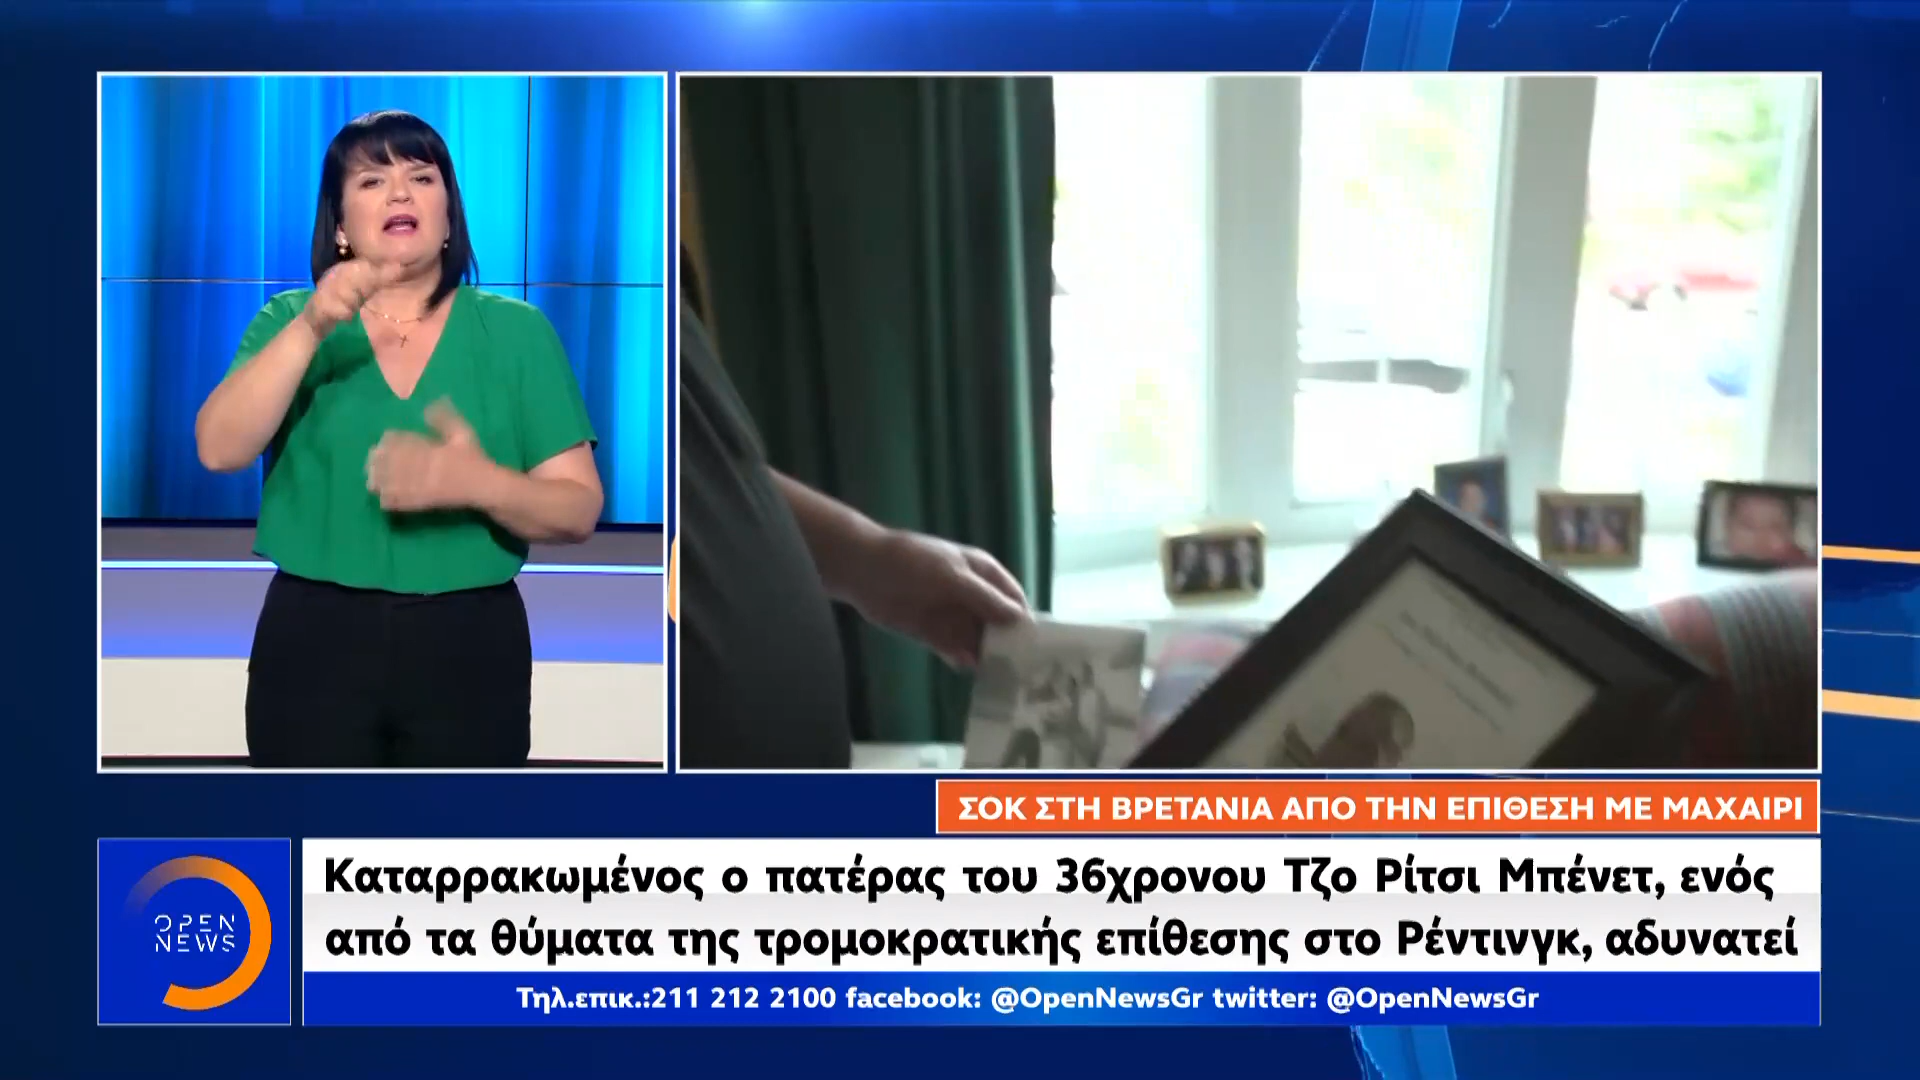 ΣΟΚ ΣΤΗ ΒΡΕΤΑΝΙΑ ΑΠΟ ΤΗΝ ΕΠΙΘΕΣΗ ΜΕ ΜΑΧΑΙΡΙ
OPEN
NEWS
Καταρρακωμένος ο πατέρας του 36χρονου Τζο Ρίτσι Μπένετ, ενός
από τα θύματα της τρομοκρατικής επίθεσης στο Ρέντινγκ, αδυνατεί
Τηλ.επικ.:211 212 2100 facebook: @OpenNewsGr twitter: @OpenNewsGr